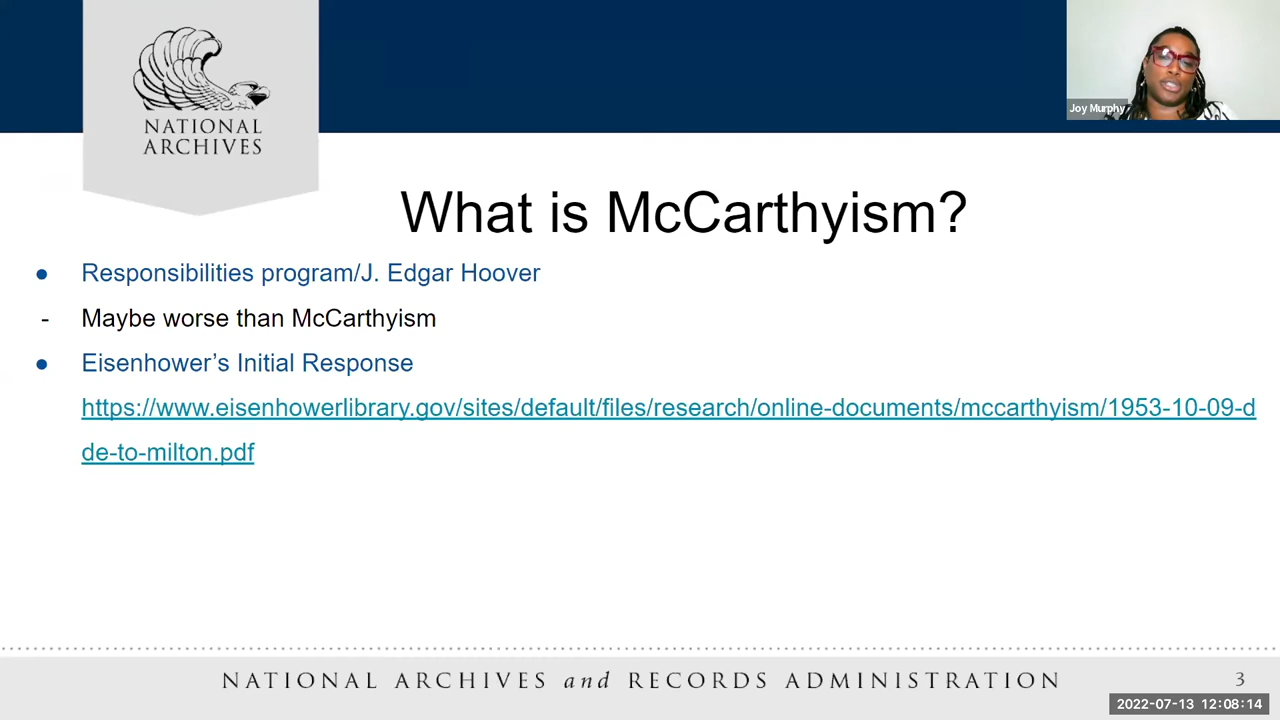 NATIONAL
ARCHIVES
Joy Murphy
What is McCarthyism?
● Responsibilities program/J. Edgar Hoover
- Maybe worse than McCarthyism
● Eisenhower’s Initial Response
https://www.eisenhowerlibrary.gov/sites/default/files/research/online-documents/mccarthyism/1953-10-09-d
de-to-milton.pdf
NATIONAL ARCHIVES and RECORDS ADMINISTRATION
3
2022-07-13 12:08:14